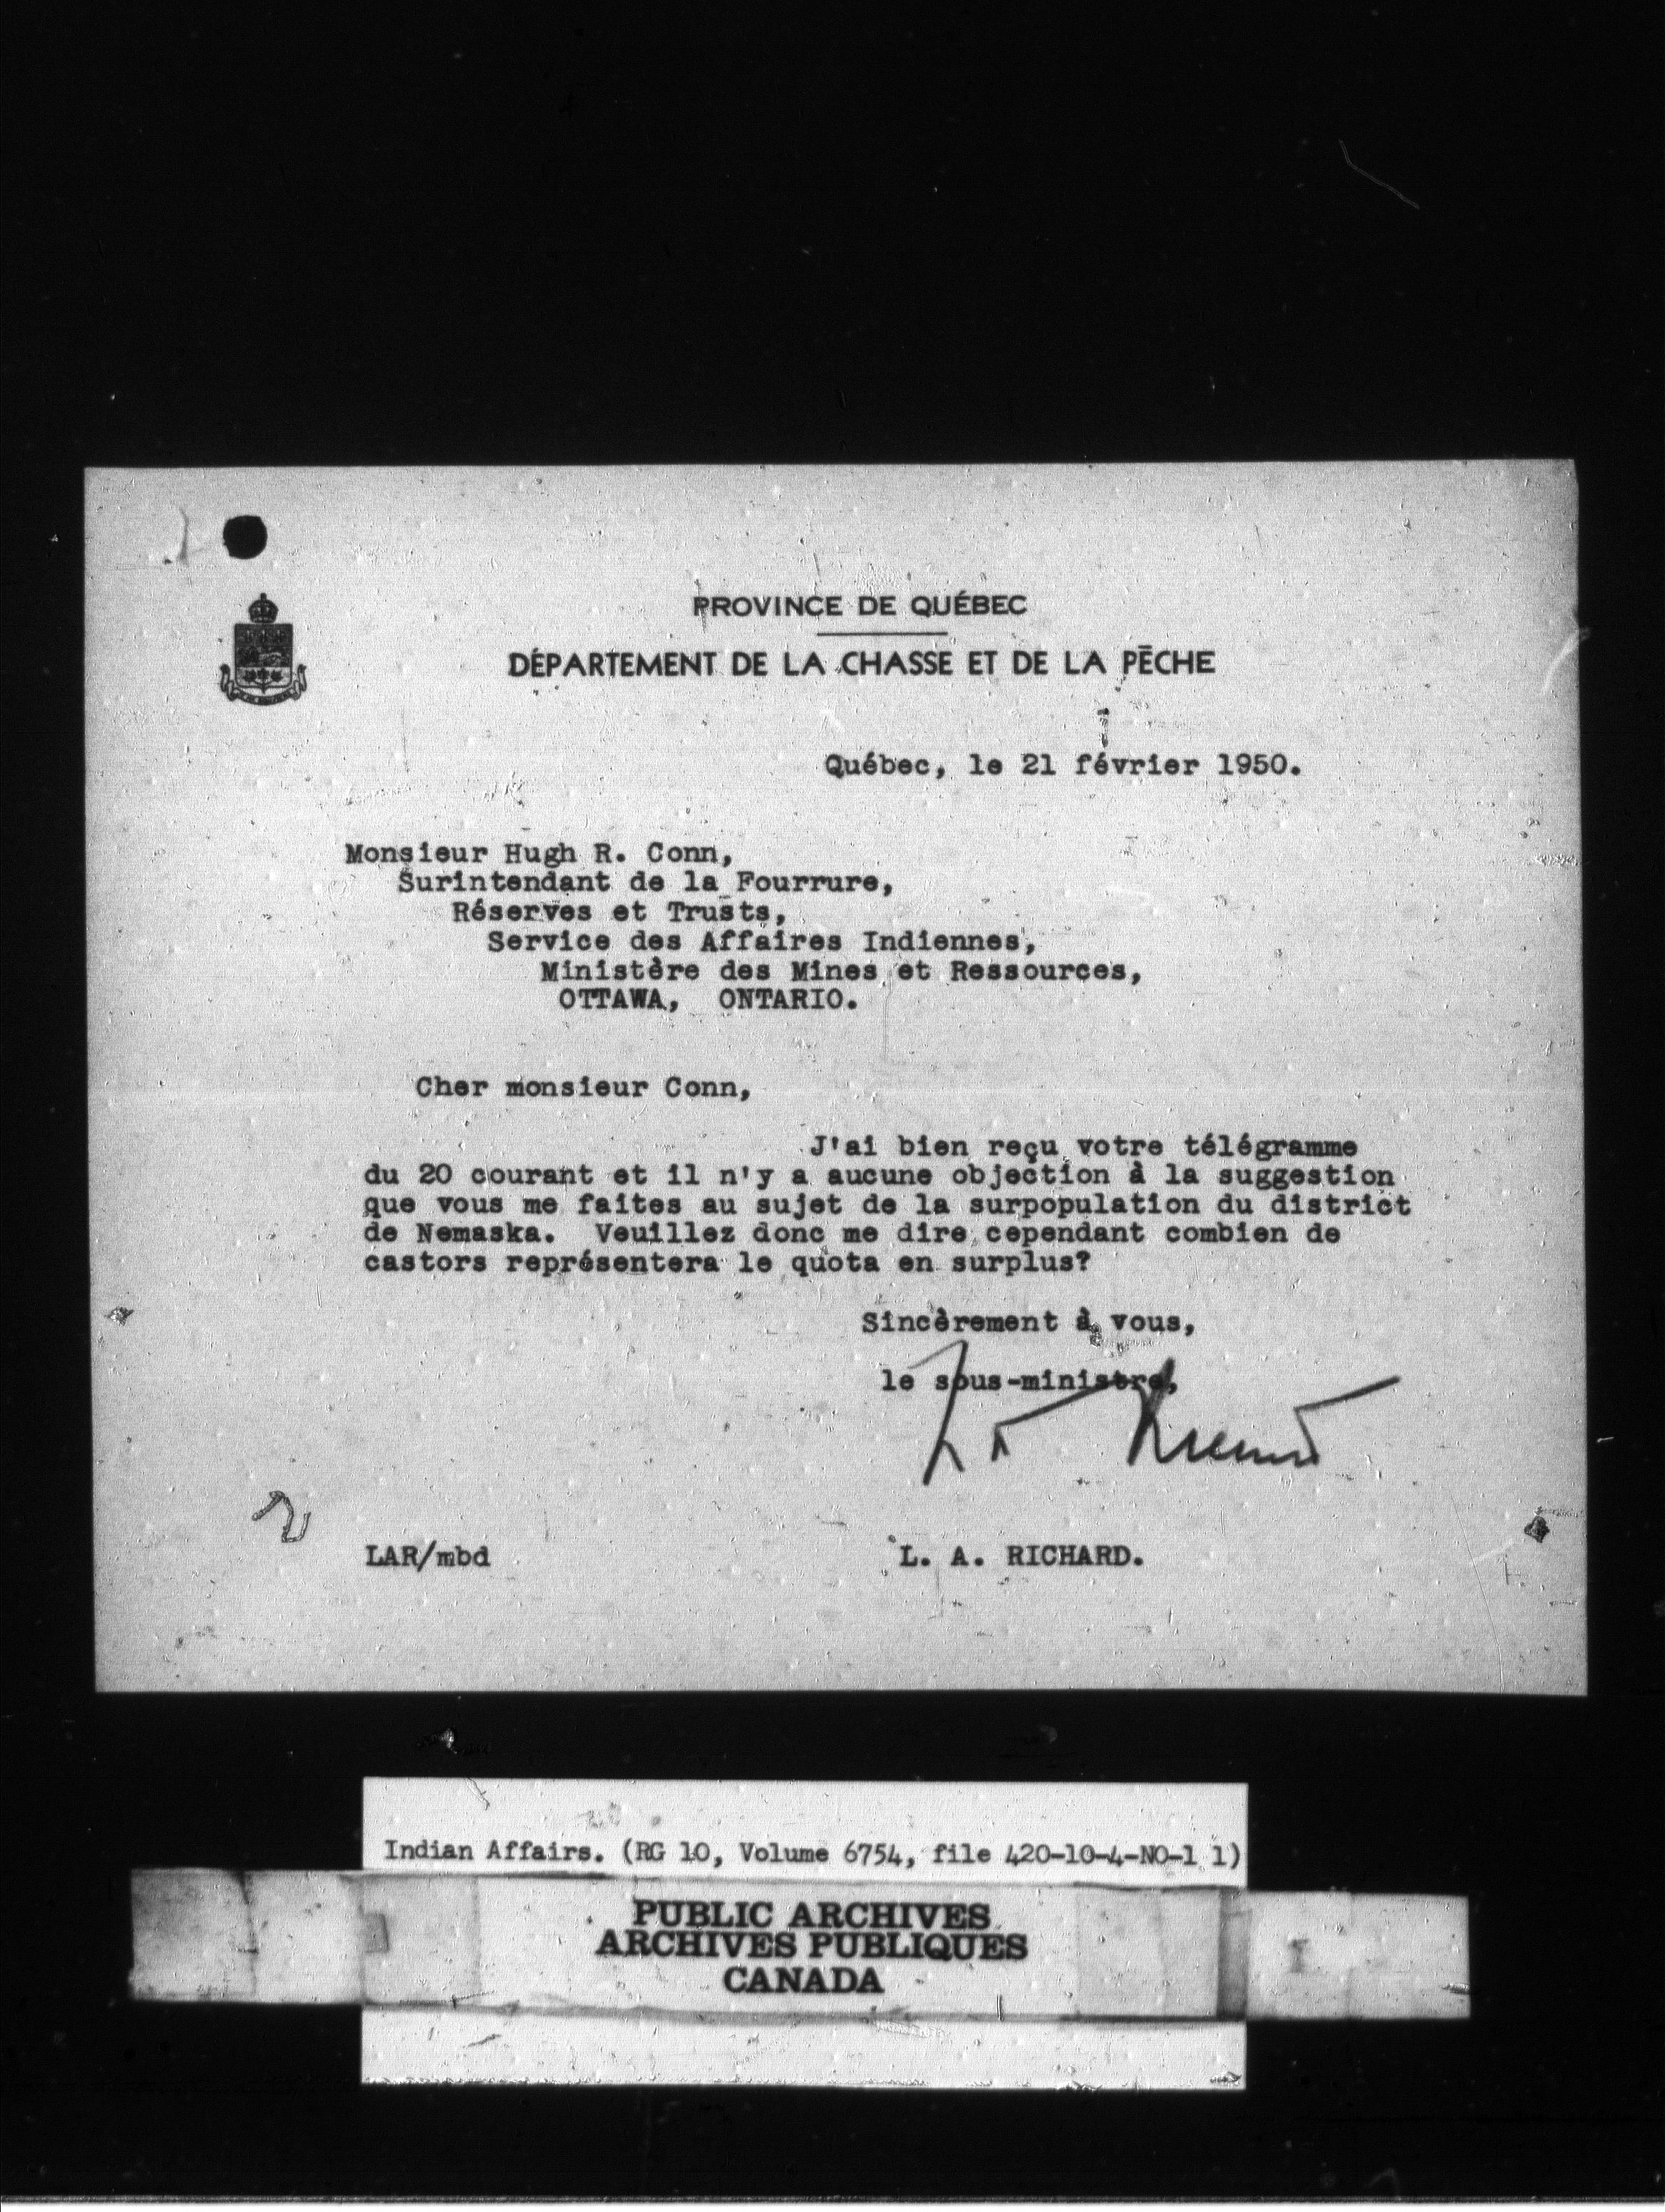 PROVINCE DE QUÉBEC
DÉPARTEMENT DE LA CHASSE ET DE LA PÊCHE
Québec, le 21 février 1950.
Monsieur Hugh R. Conn,
Surintendant de la Fourrure,
Réserves et Trusts,
Service des Affaires Indiennes,
Ministère des Mines et Ressources,
OTTAWA, ONTARIO.
Cher monsieur Conn,
J'ai bien reçu votre télégramme
du 20 courant et il n'y a aucune objection à la suggestion
que vous me faites au sujet de la surpopulation du district
de Nemaska. Veuillez donc me dire cependant combien de
castors représentera le quota en surplus?
Sincèrement à vous,
le sous-ministre,
LAR/mbd
L. A. RICHARD.
Indian Affairs. (RG 10, Volume 6754, file 420-10-4-NO-1 1)
PUBLIC ARCHIVES
ARCHIVES PUBLIQUES
CANADA